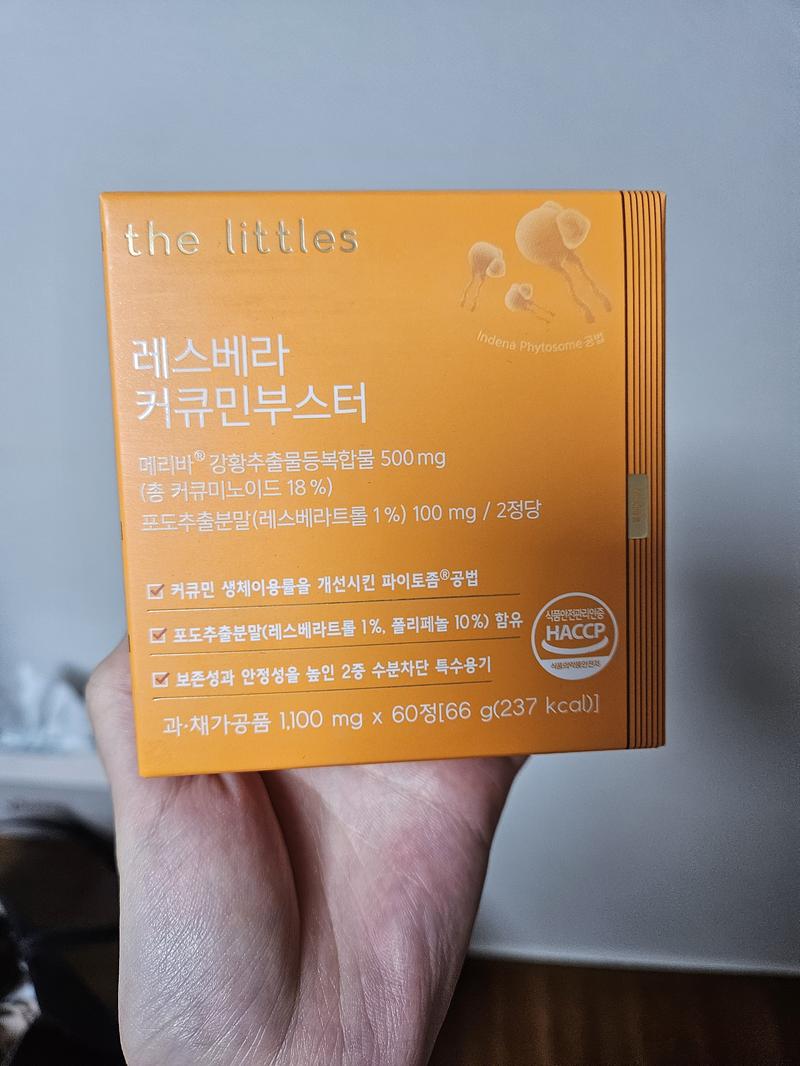 the littles
Indena Phytosome 공법
레스베라
커큐민부스터
메리바® 강황추출물등복합물 500 mg
(총 커큐미노이드 18 %)
포도추출분말(레스베라트롤 1 %) 100 mg / 2정당
커큐민 생체이용률을 개선시킨 파이토좀®공법
포도추출분말(레스베라트롤 1%, 폴리페놀 10%) 함유
보존성과 안정성을 높인 2중 수분차단 특수용기
식품안전관리인증
HACCP
식품의약품안전처
과·채가공품 1,100 mg x 60정[66 g(237 kcal)]